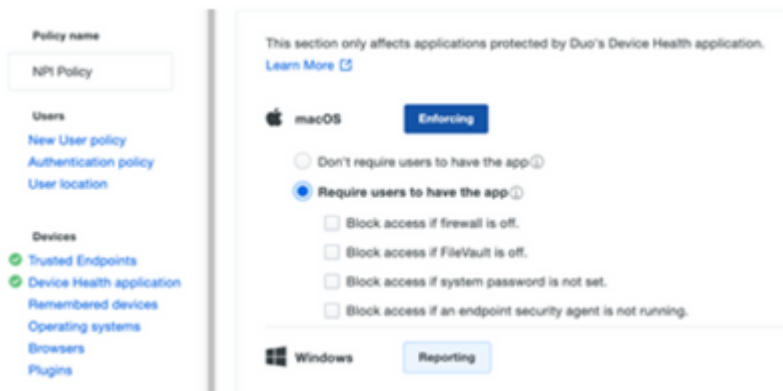 Policy name
NPI Policy
Users
New User policy
Authentication policy
User location
Devices
Trusted Endpoints
Device Health application
Remembered devices
Operating systems
Browsers
Plugins
This section only affects applications protected by Duo's Device Health application.
Learn More
macOS
Enforcing
Don't require users to have the app
Require users to have the app
Block access if firewall is off.
Block access if FileVault is off.
Block access if system password is not set.
Block access if an endpoint security agent is not running.
Windows
Reporting